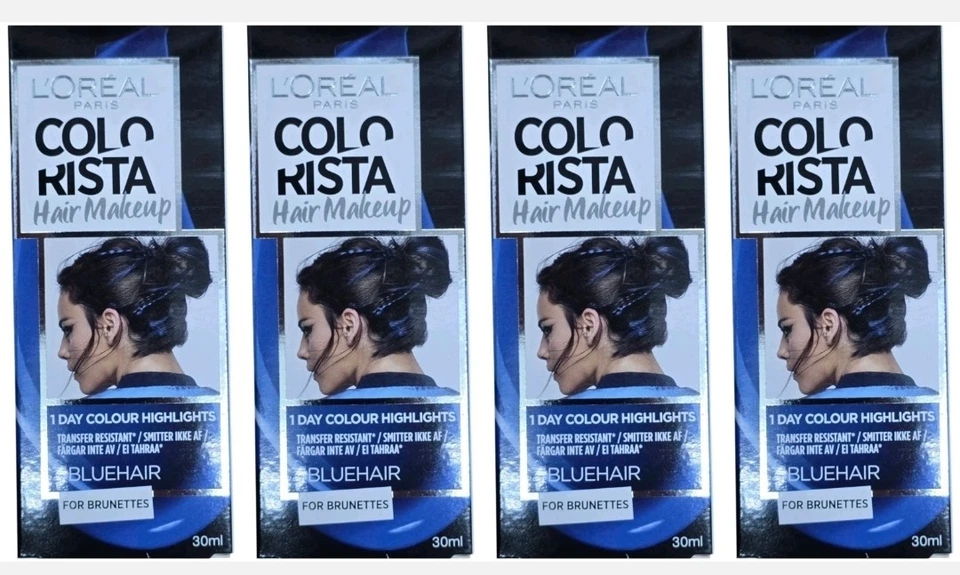 L'ORÉAL
PARIS
COLO
RISTA
Hair Makeup
1 DAY COLOUR HIGHLIGHTS
TRANSFER RESISTANT* / SMITTER IKKE AF /
FÄRGAR INTE AV / EI TAHRAA*
#BLUEHAIR
FOR BRUNETTES
30ml
L'ORÉAL
PARIS
COLO
RISTA
Hair Makeup
1 DAY COLOUR HIGHLIGHTS
TRANSFER RESISTANT* / SMITTER IKKE AF /
FÄRGAR INTE AV / EI TAHRAA*
#BLUEHAIR
FOR BRUNETTES
30ml
L'ORÉAL
PARIS
COLO
RISTA
Hair Makeup
1 DAY COLOUR HIGHLIGHTS
TRANSFER RESISTANT* / SMITTER IKKE AF /
FÄRGAR INTE AV / EI TAHRAA*
#BLUEHAIR
FOR BRUNETTES
30ml
L'ORÉAL
PARIS
COLO
RISTA
Hair Makeup
1 DAY COLOUR HIGHLIGHTS
TRANSFER RESISTANT* / SMITTER IKKE AF /
FÄRGAR INTE AV / EI TAHRAA*
#BLUEHAIR
FOR BRUNETTES
30ml